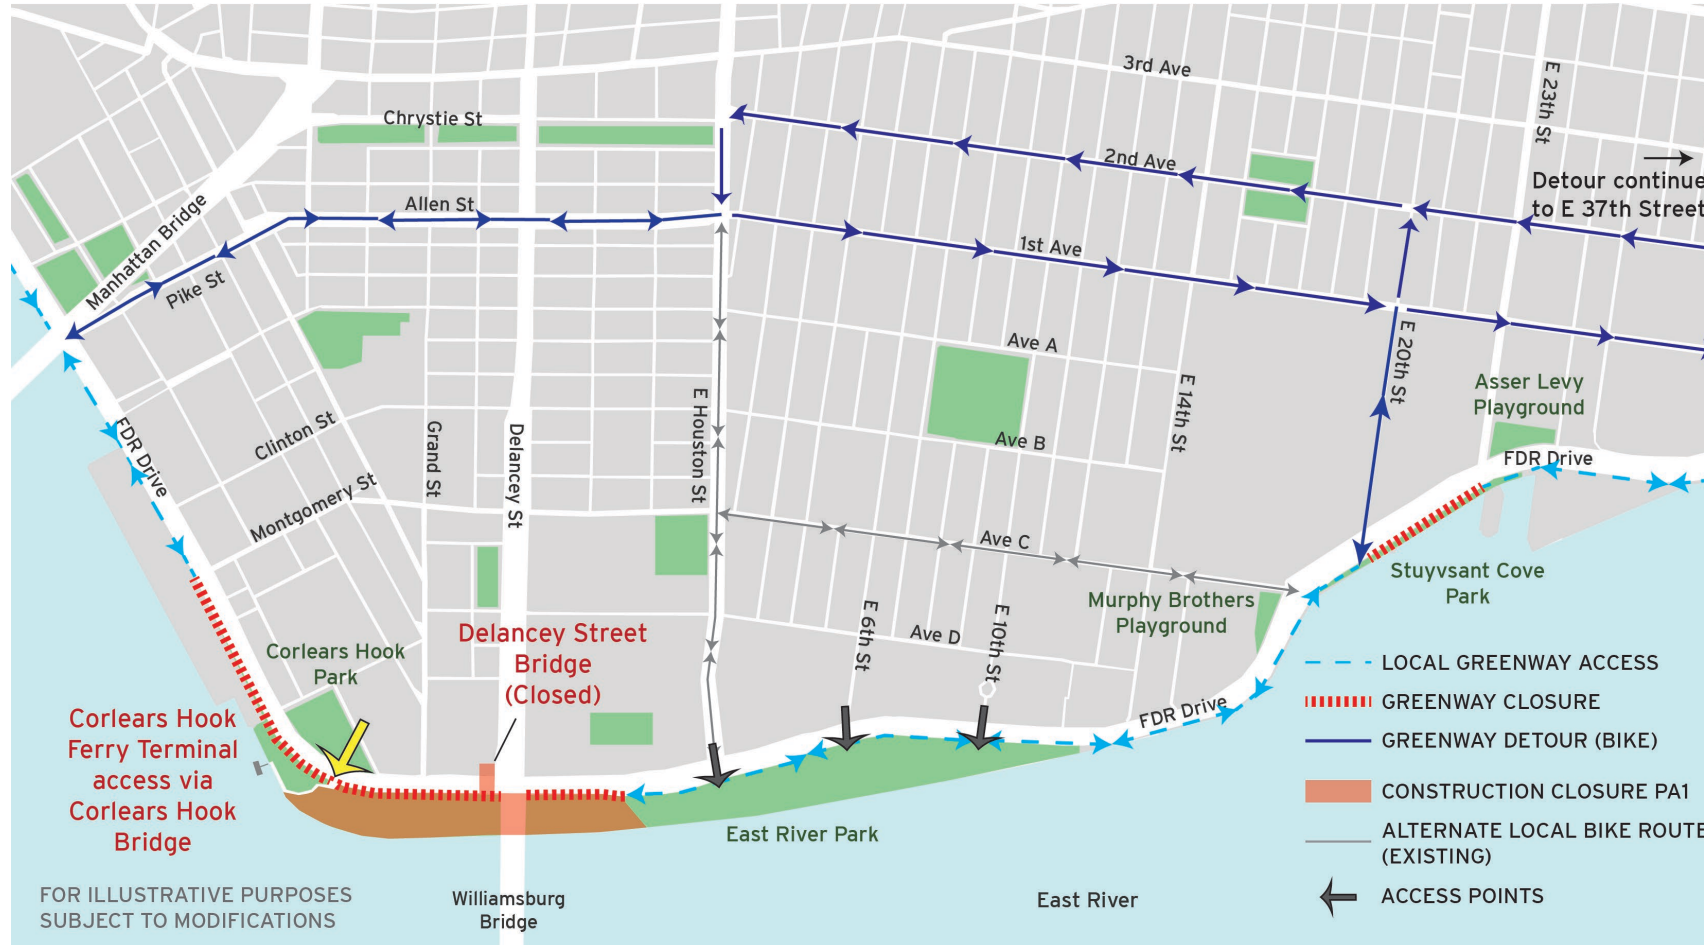 3rd Ave
E 23th St
Chrystie St
2nd Ave
Detour continue
to E 37th Street
Manhattan Bridge
Allen St
1st Ave
Pike St
Ave A
E 20th St
Asser Levy
Playground
E 14th St
E Houston St
Clinton St
FDR Drive
Grand St
Delancey St
Ave B
FDR Drive
Montgomery St
Ave C
Stuyvsant Cove
Park
Murphy Brothers
Playground
E 6th St
E 10th St
Ave D
Delancey Street
Bridge
(Closed)
Corlears Hook
Park
FDR Drive
Corlears Hook
Ferry Terminal
access via
Corlears Hook
Bridge
East River Park
LOCAL GREENWAY ACCESS
GREENWAY CLOSURE
GREENWAY DETOUR (BIKE)
CONSTRUCTION CLOSURE PA1
ALTERNATE LOCAL BIKE ROUTE
(EXISTING)
ACCESS POINTS
FOR ILLUSTRATIVE PURPOSES
SUBJECT TO MODIFICATIONS
Williamsburg
Bridge
East River